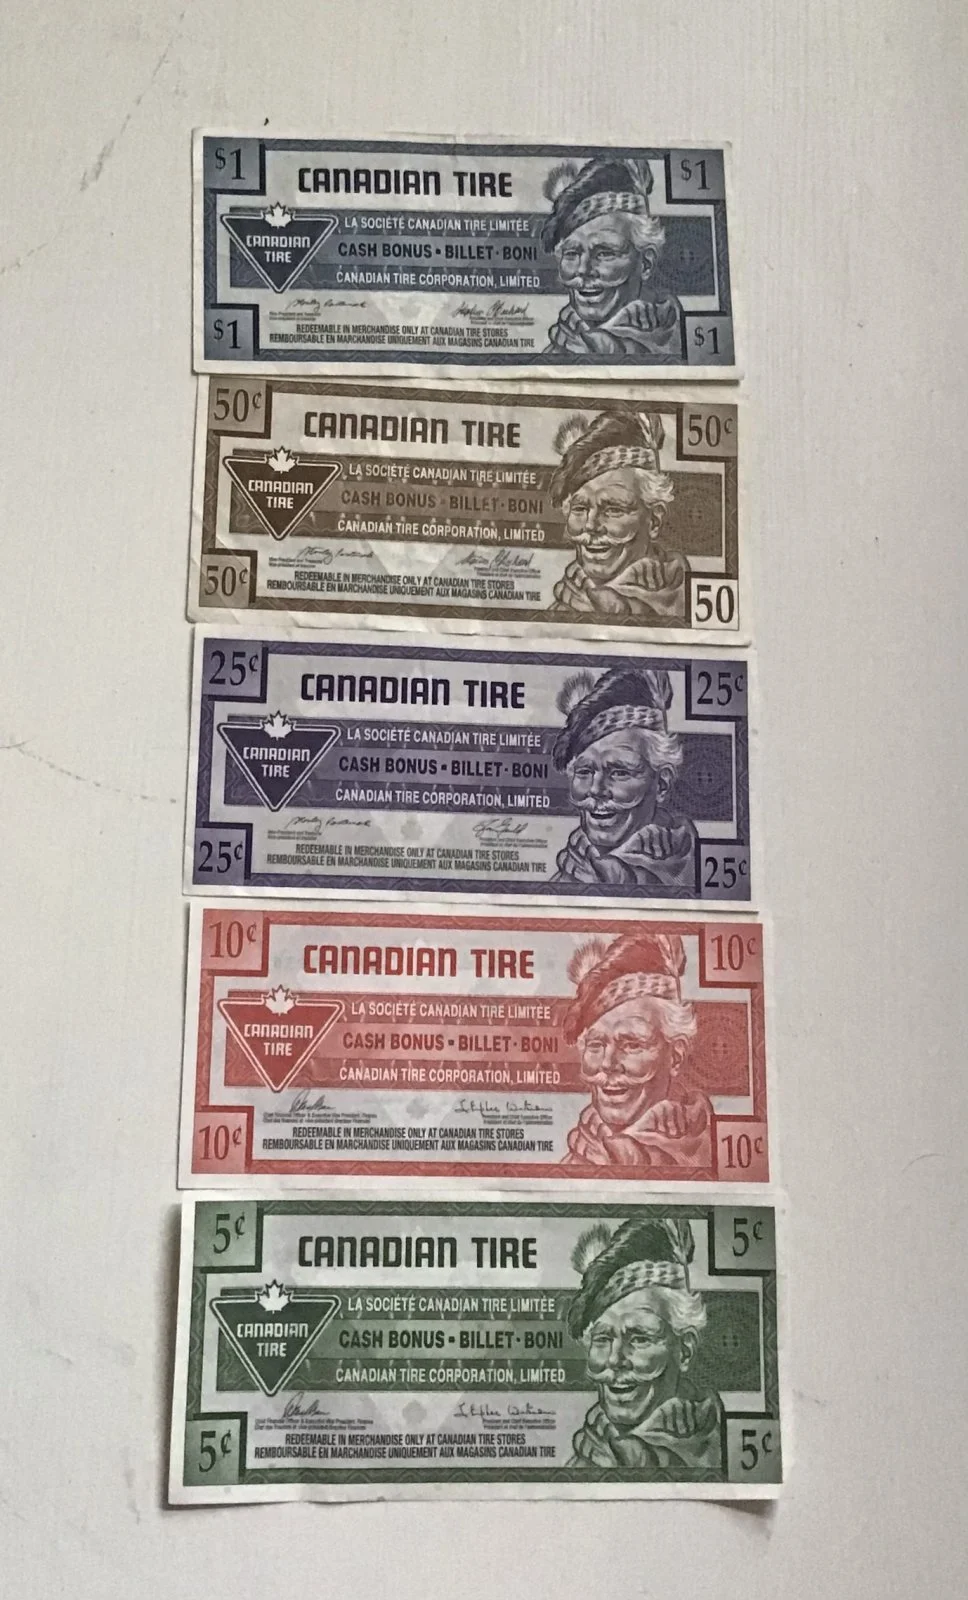 $1 $1
CANADIAN TIRE
CANADIAN TIRE
LA SOCIÉTÉ CANADIAN TIRE LIMITÉE
CASH BONUS ▪ BILLET · BONI
CANADIAN TIRE CORPORATION, LIMITED
REDEEMABLE IN MERCHANDISE ONLY AT CANADIAN TIRE STORES
REMBOURSABLE EN MARCHANDISE UNIQUEMENT AUX MAGASINS CANADIAN TIRE
$1 $1
50¢ 50¢
CANADIAN TIRE
CANADIAN TIRE
LA SOCIÉTÉ CANADIAN TIRE LIMITÉE
CASH BONUS ▪ BILLET · BONI
CANADIAN TIRE CORPORATION, LIMITED
REDEEMABLE IN MERCHANDISE ONLY AT CANADIAN TIRE STORES
REMBOURSABLE EN MARCHANDISE UNIQUEMENT AUX MAGASINS CANADIAN TIRE
50¢ 50
25¢ 25¢
CANADIAN TIRE
CANADIAN TIRE
LA SOCIÉTÉ CANADIAN TIRE LIMITÉE
CASH BONUS ▪ BILLET · BONI
CANADIAN TIRE CORPORATION, LIMITED
REDEEMABLE IN MERCHANDISE ONLY AT CANADIAN TIRE STORES
REMBOURSABLE EN MARCHANDISE UNIQUEMENT AUX MAGASINS CANADIAN TIRE
25¢ 25¢
10¢ 10¢
CANADIAN TIRE
CANADIAN TIRE
LA SOCIÉTÉ CANADIAN TIRE LIMITÉE
CASH BONUS ▪ BILLET · BONI
CANADIAN TIRE CORPORATION, LIMITED
REDEEMABLE IN MERCHANDISE ONLY AT CANADIAN TIRE STORES
REMBOURSABLE EN MARCHANDISE UNIQUEMENT AUX MAGASINS CANADIAN TIRE
10¢ 10¢
5¢ 5¢
CANADIAN TIRE
CANADIAN TIRE
LA SOCIÉTÉ CANADIAN TIRE LIMITÉE
CASH BONUS ▪ BILLET · BONI
CANADIAN TIRE CORPORATION, LIMITED
REDEEMABLE IN MERCHANDISE ONLY AT CANADIAN TIRE STORES
REMBOURSABLE EN MARCHANDISE UNIQUEMENT AUX MAGASINS CANADIAN TIRE
5¢ 5¢